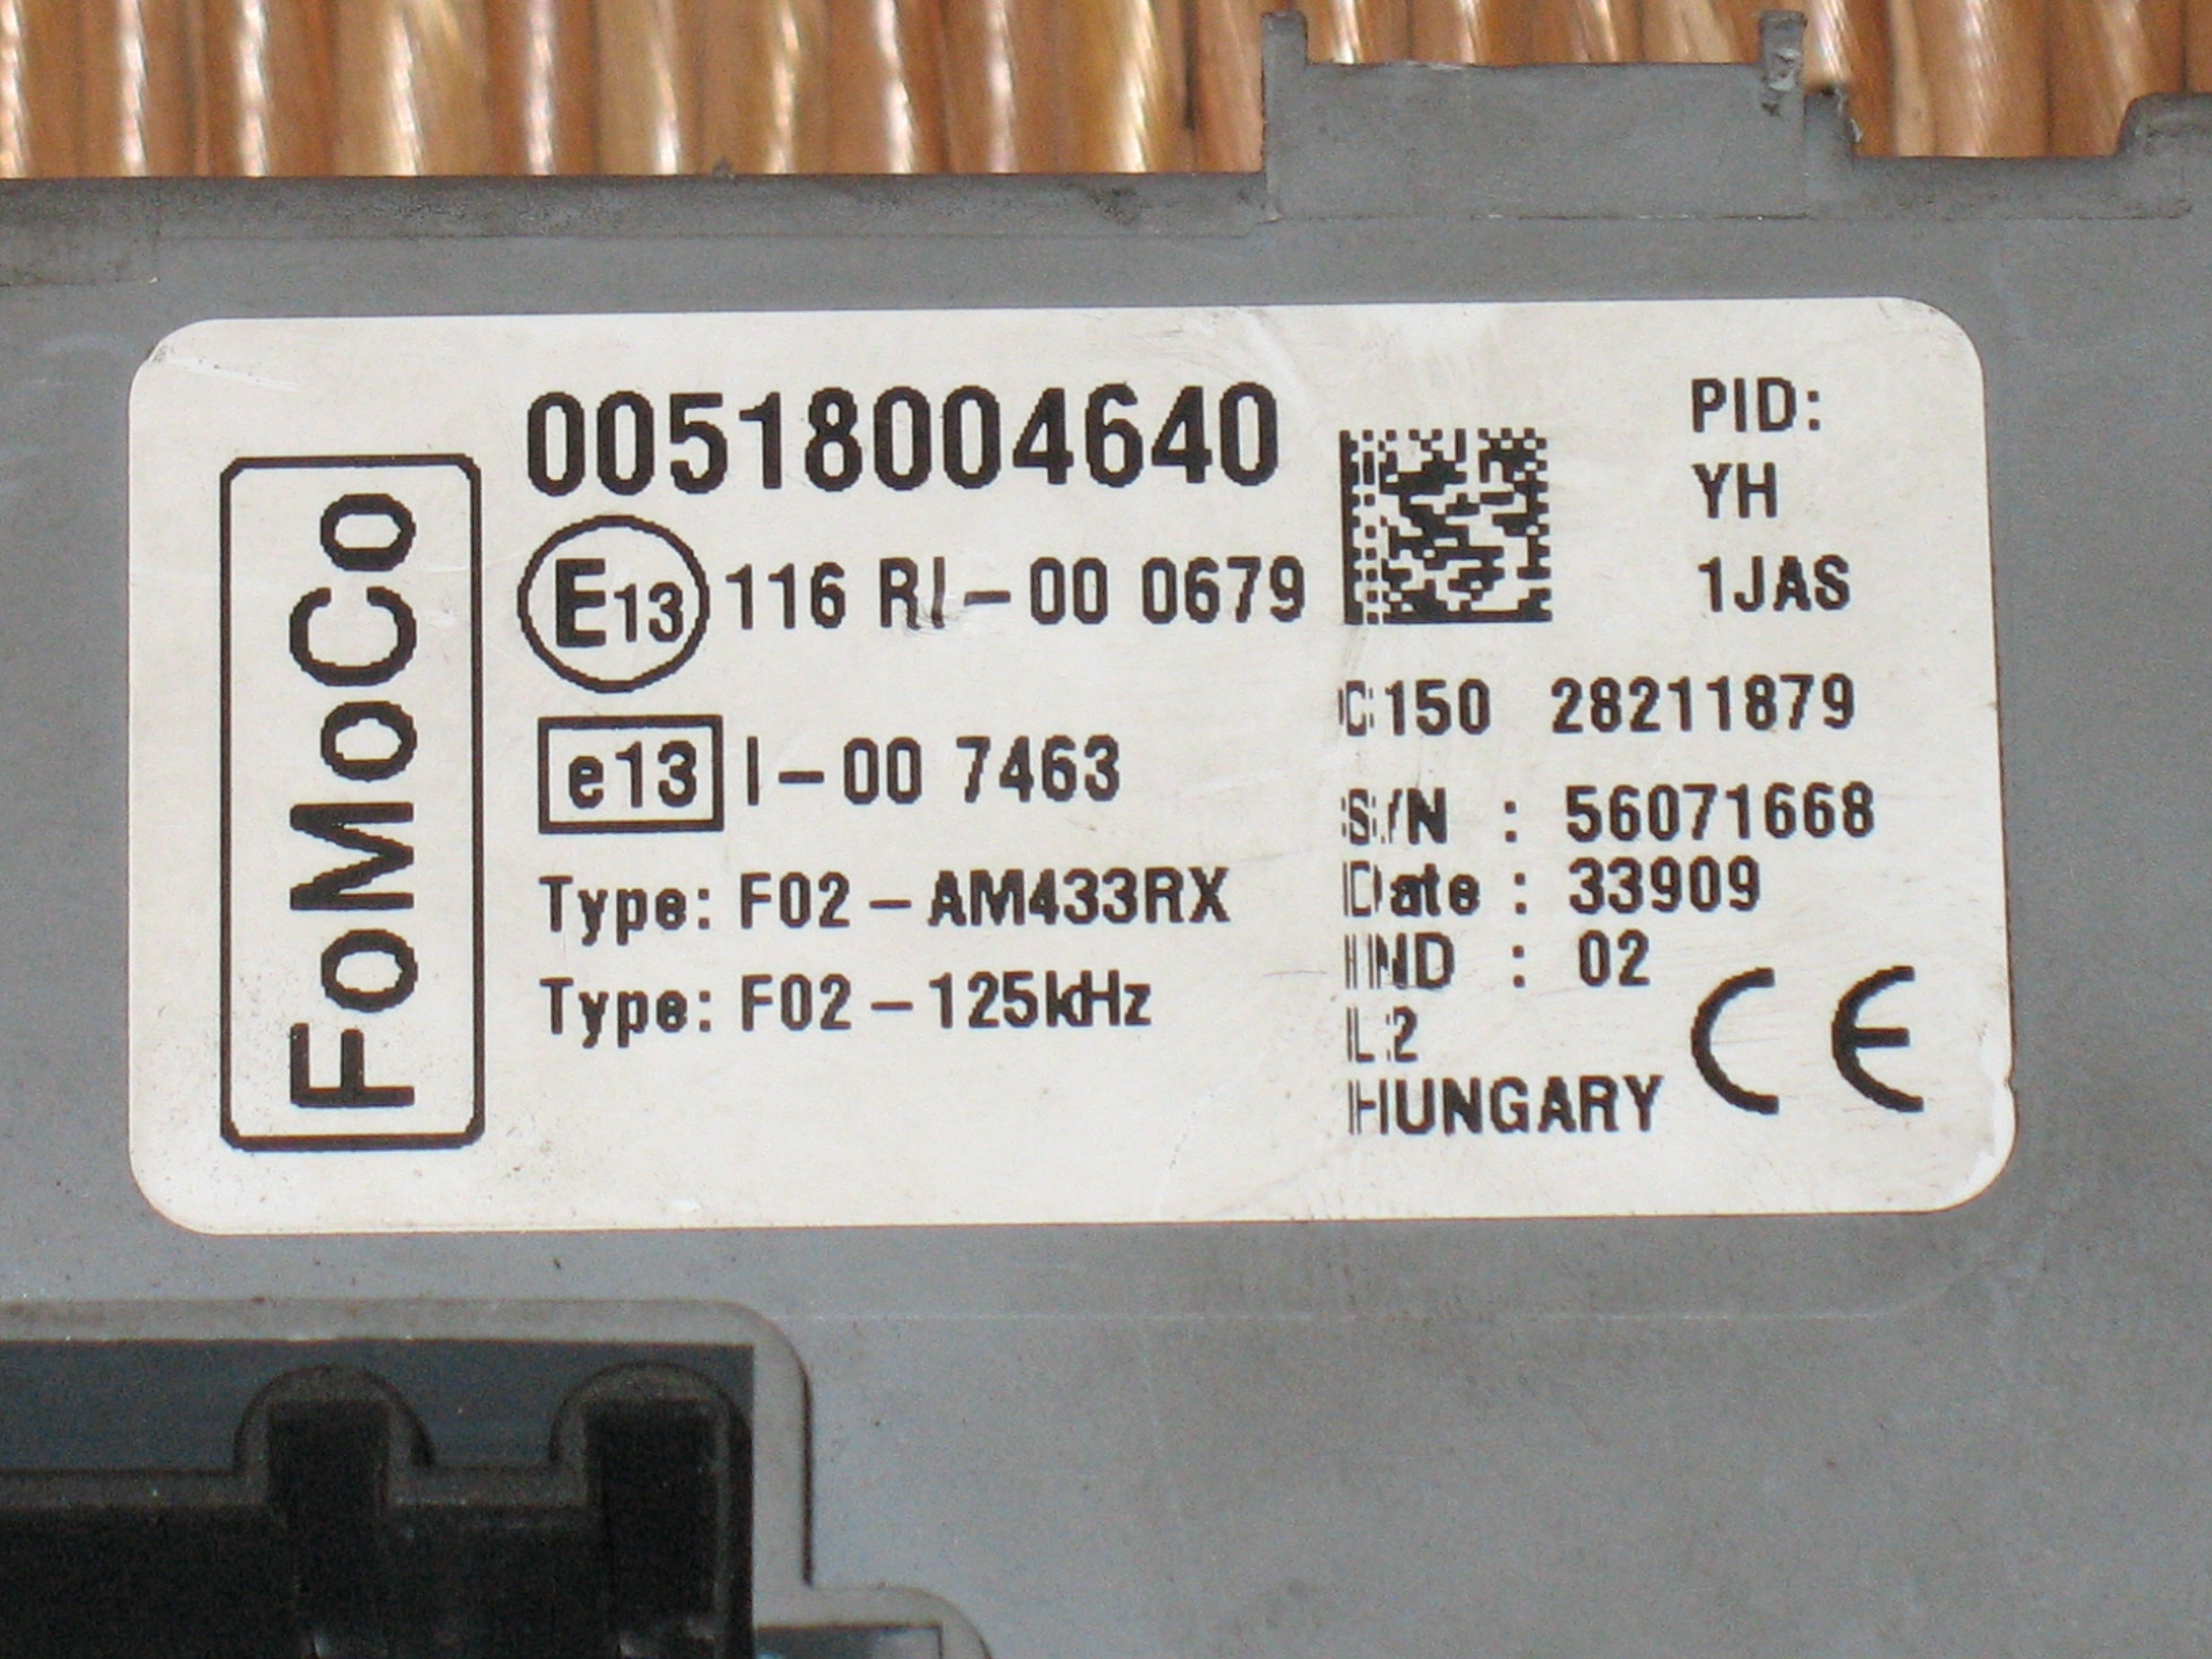 FoMoCo
00518004640
E13 116 RI-00 0679
e13 I-00 7463
Type: F02-AM433RX
Type: F02-125kHz
PID:
YH
1JAS
C150 28211879
S/N : 56071668
Date : 33909
IND : 02
L2
HUNGARY
CE